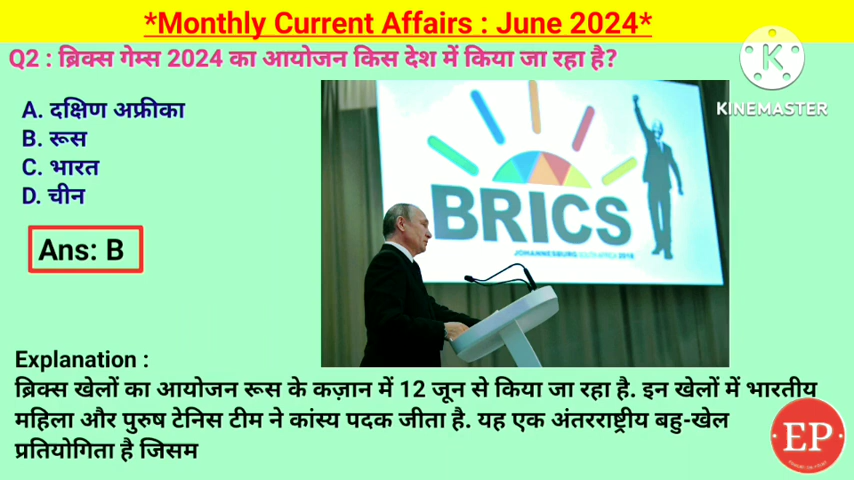 *Monthly Current Affairs : June 2024*
Q2 : ब्रिक्स गेम्स 2024 का आयोजन किस देश में किया जा रहा है?
KINEMASTER
A. दक्षिण अफ्रीका
B. रूस
C. भारत
D. चीन
BRICS
JOHANNESBURG SOUTH AFRICA 2018
Ans: B
Explanation :
ब्रिक्स खेलों का आयोजन रूस के कज़ान में 12 जून से किया जा रहा है. इन खेलों में भारतीय
महिला और पुरुष टेनिस टीम ने कांस्य पदक जीता है. यह एक अंतरराष्ट्रीय बहु-खेल
प्रतियोगिता है जिसम
EP